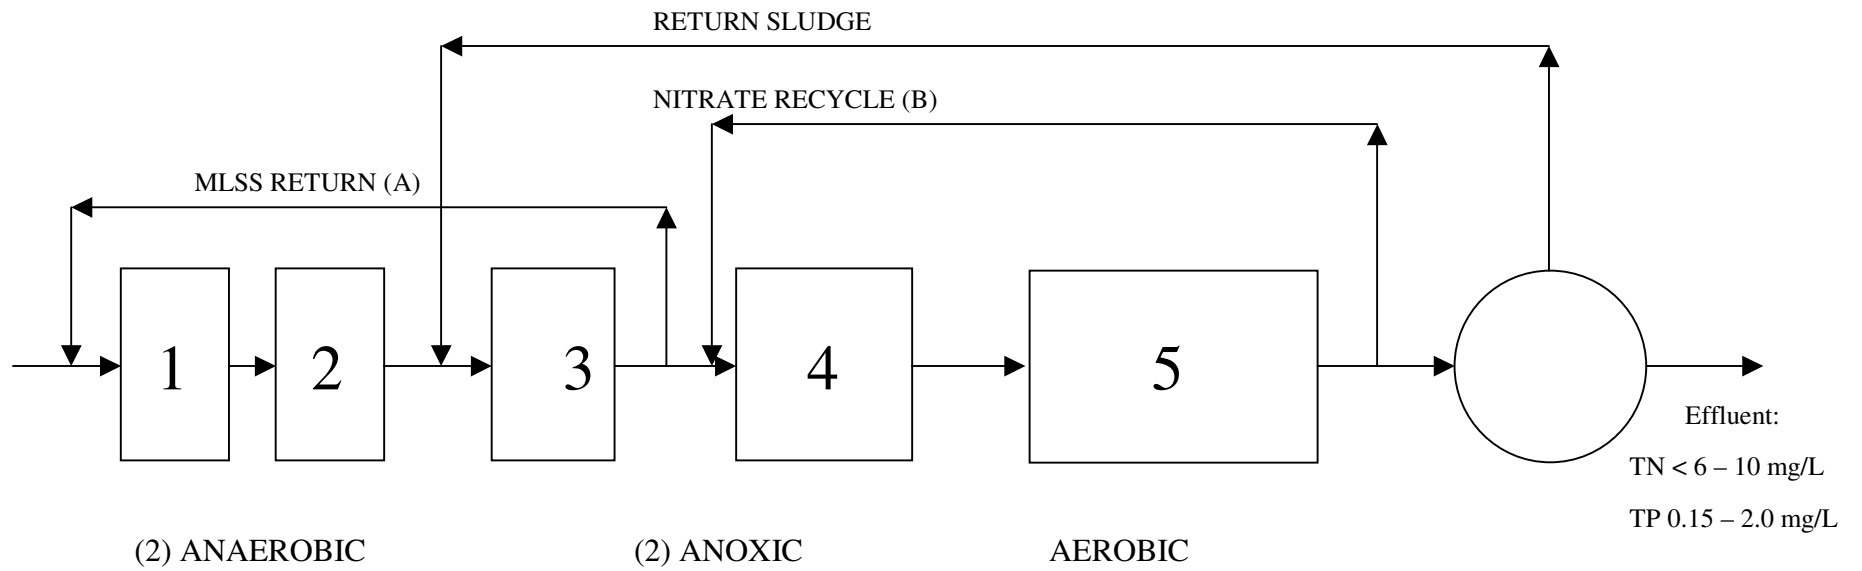 RETURN SLUDGE
NITRATE RECYCLE (B)
MLSS RETURN (A)
1
2
3
4
5
Effluent:
TN < 6 – 10 mg/L
TP 0.15 – 2.0 mg/L
(2) ANAEROBIC
(2) ANOXIC
AEROBIC